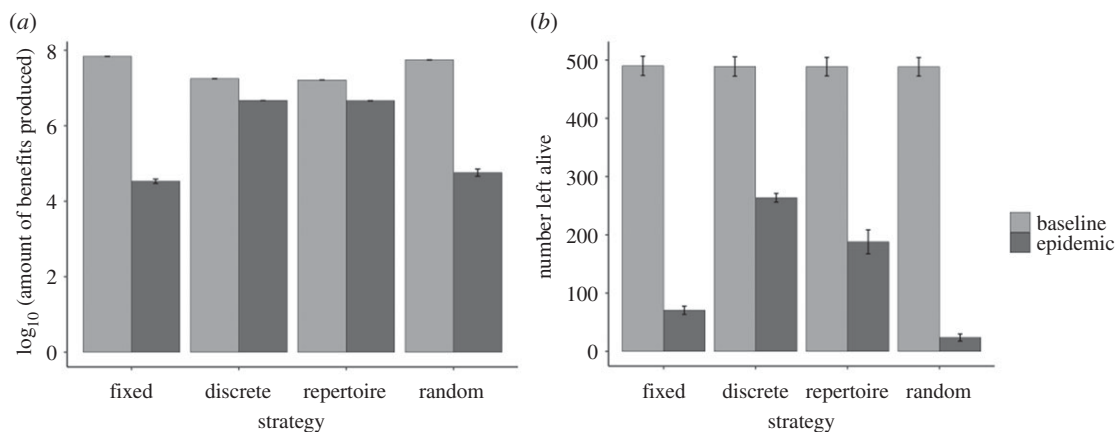 (a)
log10 (amount of benefits produced)
8
6
4
2
0
fixed discrete repertoire random
strategy
(b)
number left alive
500
400
300
200
100
0
fixed discrete repertoire random
strategy
baseline
epidemic